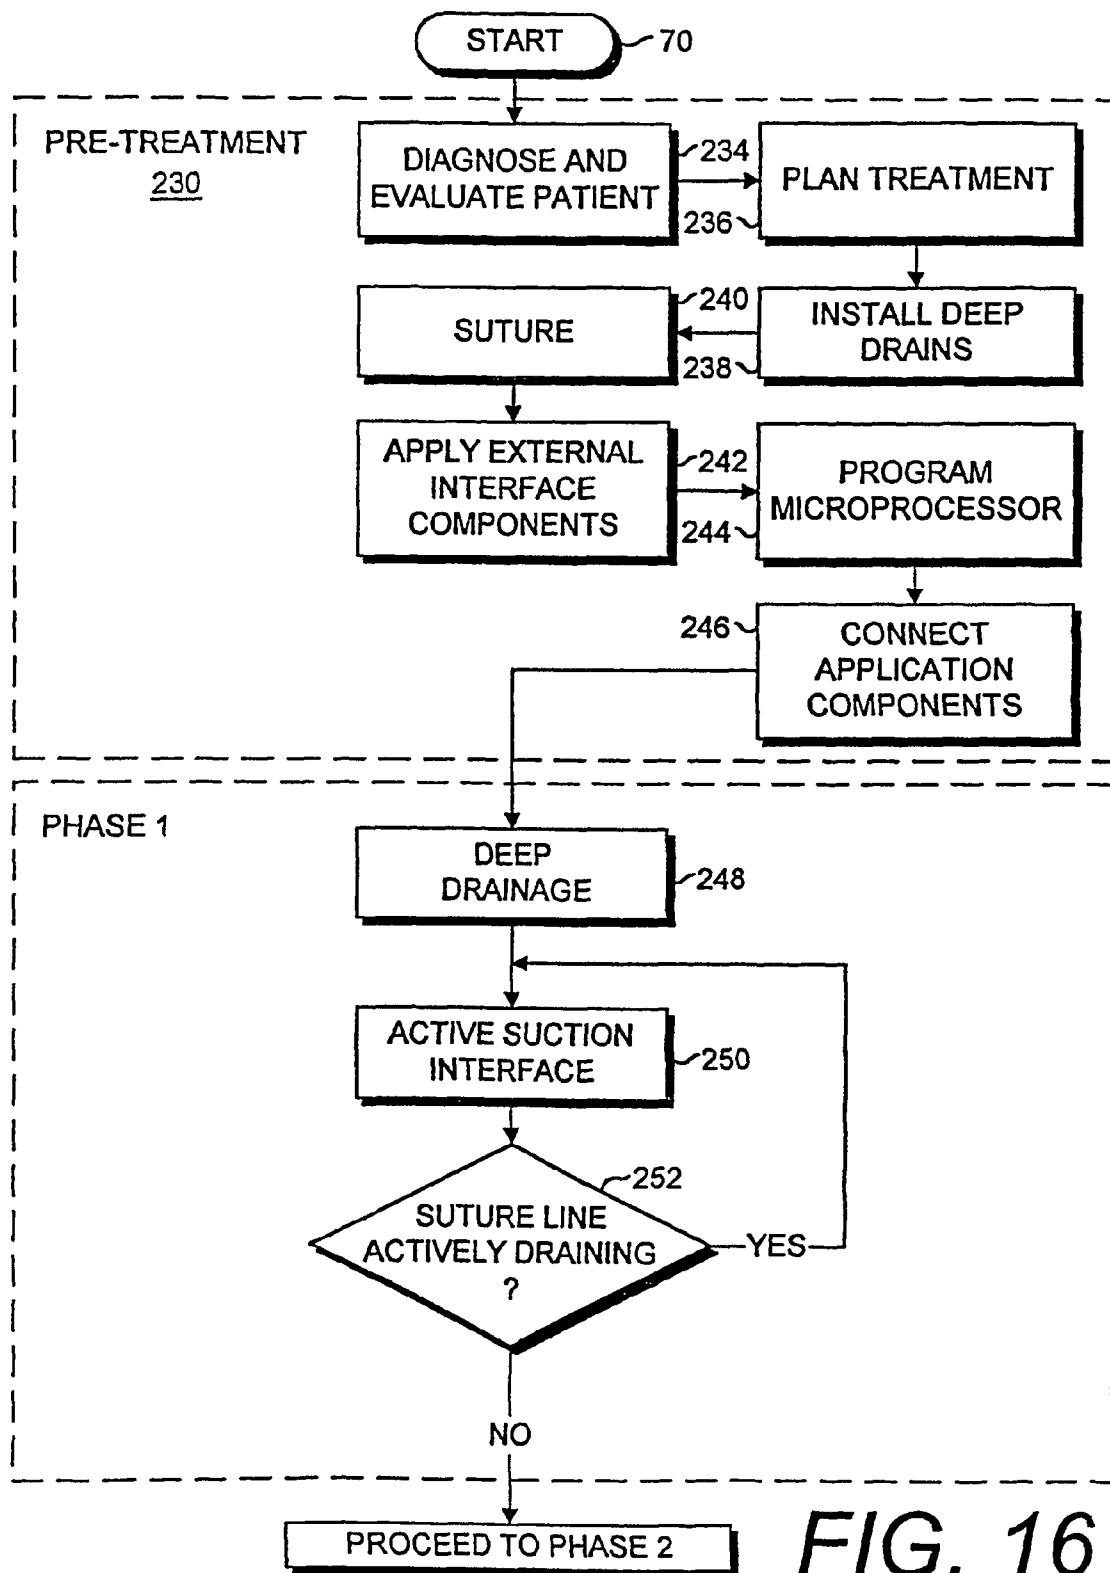 START
70
PRE-TREATMENT
230
DIAGNOSE AND
EVALUATE PATIENT
234
PLAN TREATMENT
236
INSTALL DEEP
DRAINS
238
SUTURE
240
APPLY EXTERNAL
INTERFACE
COMPONENTS
242
PROGRAM
MICROPROCESSOR
244
CONNECT
APPLICATION
COMPONENTS
246
PHASE 1
DEEP
DRAINAGE
248
ACTIVE SUCTION
INTERFACE
250
SUTURE LINE
ACTIVELY DRAINING
?
252
YES
NO
PROCEED TO PHASE 2
FIG. 16